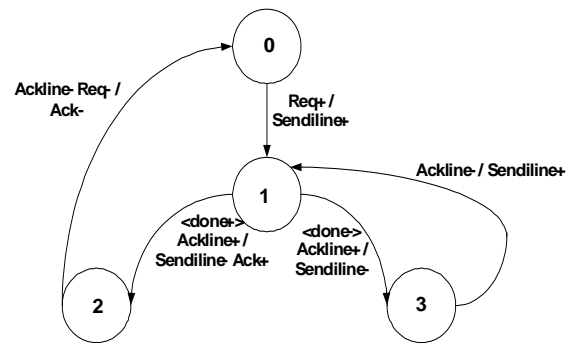 0
Ackline- Req- /
Ack-
Req+ /
Sendiline+
Ackline- / Sendiline+
1
<done+>
Ackline+ /
Sendiline- Ack+
<done->
Ackline+ /
Sendiline-
2
3